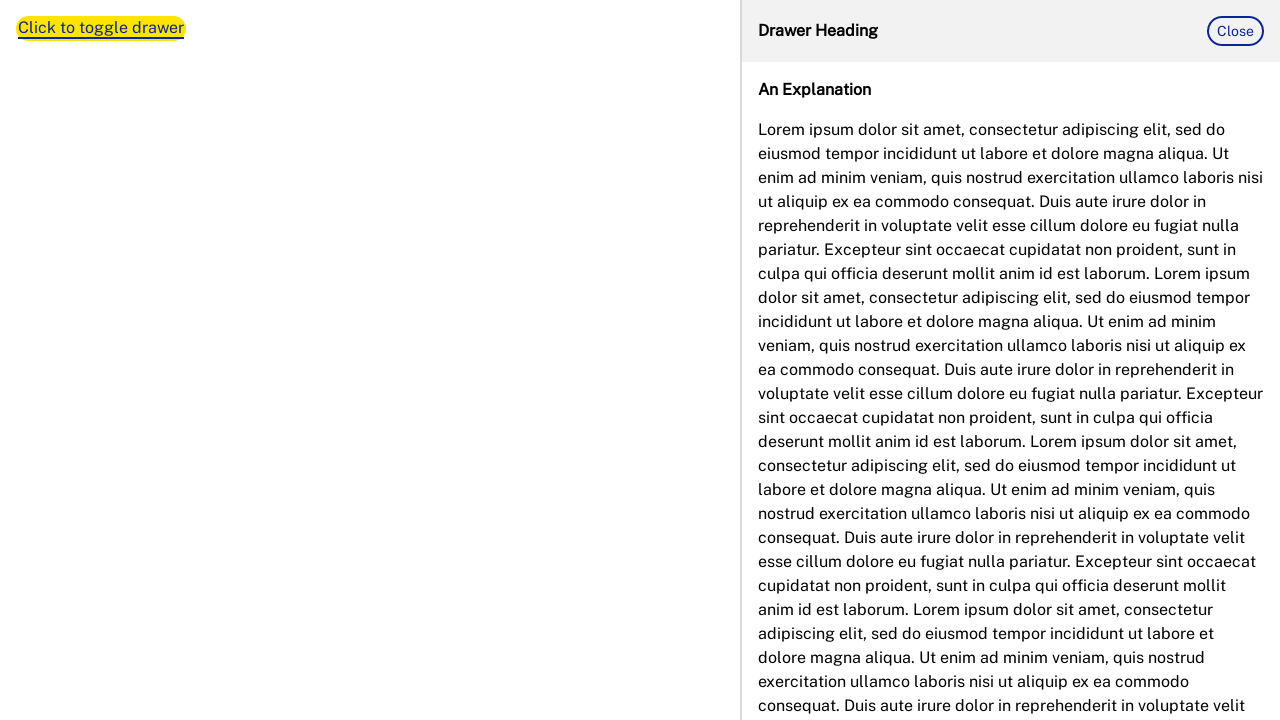 Click to toggle drawer
Drawer Heading
Close
An Explanation
Lorem ipsum dolor sit amet, consectetur adipiscing elit, sed do
eiusmod tempor incididunt ut labore et dolore magna aliqua. Ut
enim ad minim veniam, quis nostrud exercitation ullamco laboris nisi
ut aliquip ex ea commodo consequat. Duis aute irure dolor in
reprehenderit in voluptate velit esse cillum dolore eu fugiat nulla
pariatur. Excepteur sint occaecat cupidatat non proident, sunt in
culpa qui officia deserunt mollit anim id est laborum. Lorem ipsum
dolor sit amet, consectetur adipiscing elit, sed do eiusmod tempor
incididunt ut labore et dolore magna aliqua. Ut enim ad minim
veniam, quis nostrud exercitation ullamco laboris nisi ut aliquip ex
ea commodo consequat. Duis aute irure dolor in reprehenderit in
voluptate velit esse cillum dolore eu fugiat nulla pariatur. Excepteur
sint occaecat cupidatat non proident, sunt in culpa qui officia
deserunt mollit anim id est laborum. Lorem ipsum dolor sit amet,
consectetur adipiscing elit, sed do eiusmod tempor incididunt ut
labore et dolore magna aliqua. Ut enim ad minim veniam, quis
nostrud exercitation ullamco laboris nisi ut aliquip ex ea commodo
consequat. Duis aute irure dolor in reprehenderit in voluptate velit
esse cillum dolore eu fugiat nulla pariatur. Excepteur sint occaecat
cupidatat non proident, sunt in culpa qui officia deserunt mollit
anim id est laborum. Lorem ipsum dolor sit amet, consectetur
adipiscing elit, sed do eiusmod tempor incididunt ut labore et
dolore magna aliqua. Ut enim ad minim veniam, quis nostrud
exercitation ullamco laboris nisi ut aliquip ex ea commodo
consequat. Duis aute irure dolor in reprehenderit in voluptate velit